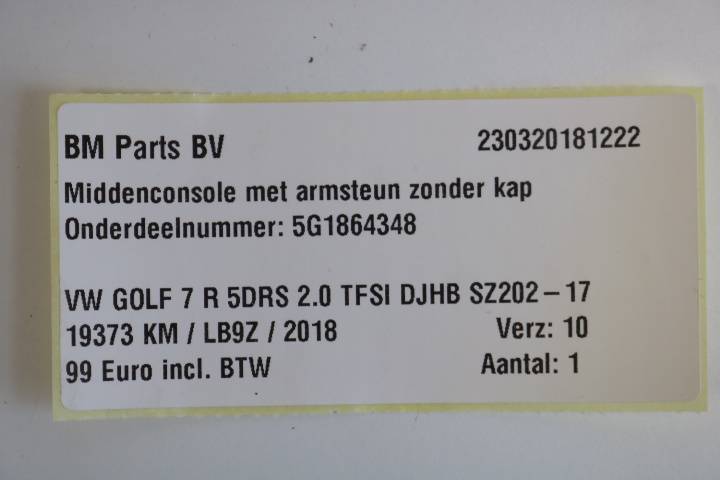 BM Parts BV 230320181222
Middenconsole met armsteun zonder kap
Onderdeelnummer: 5G1864348
VW GOLF 7 R 5DRS 2.0 TFSI DJHB SZ202-17
19373 KM / LB9Z / 2018 Verz: 10
99 Euro incl. BTW Aantal: 1